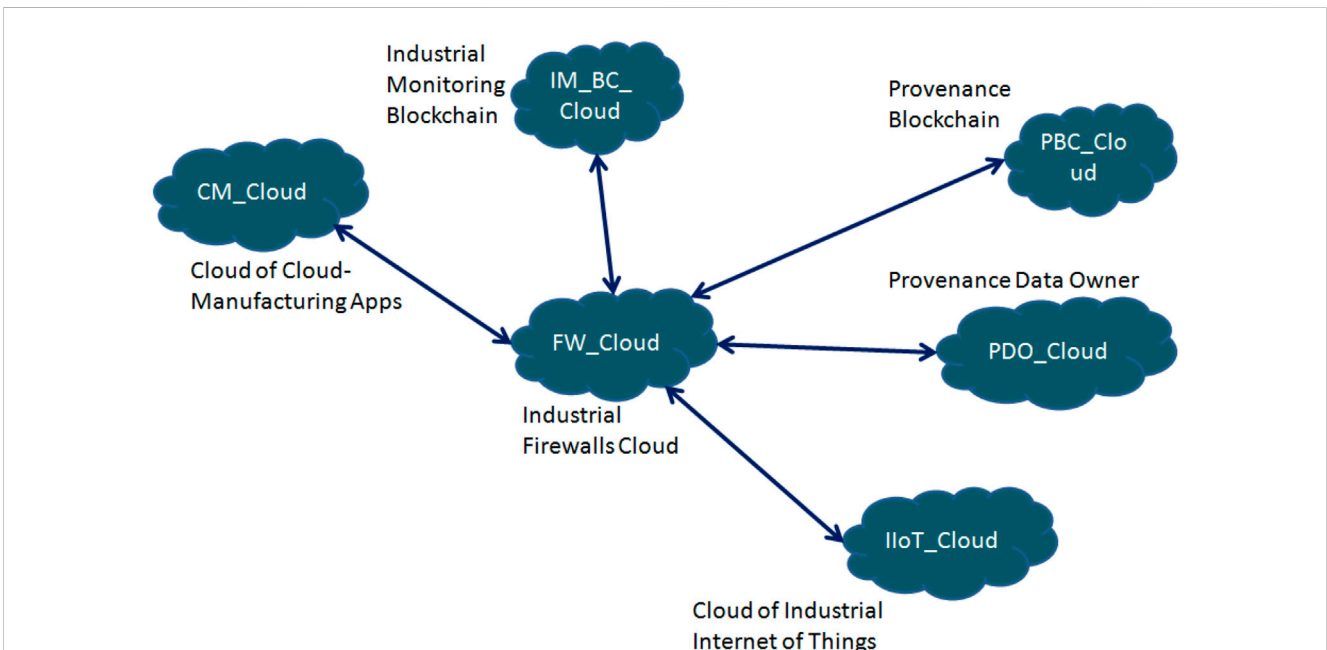 Industrial
Monitoring
Blockchain
IM_BC_
Cloud
Provenance
Blockchain
PBC_Clo
ud
CM_Cloud
Cloud of Cloud-
Manufacturing Apps
Provenance Data Owner
FW_Cloud
PDO_Cloud
Industrial
Firewalls Cloud
IIoT_Cloud
Cloud of Industrial
Internet of Things